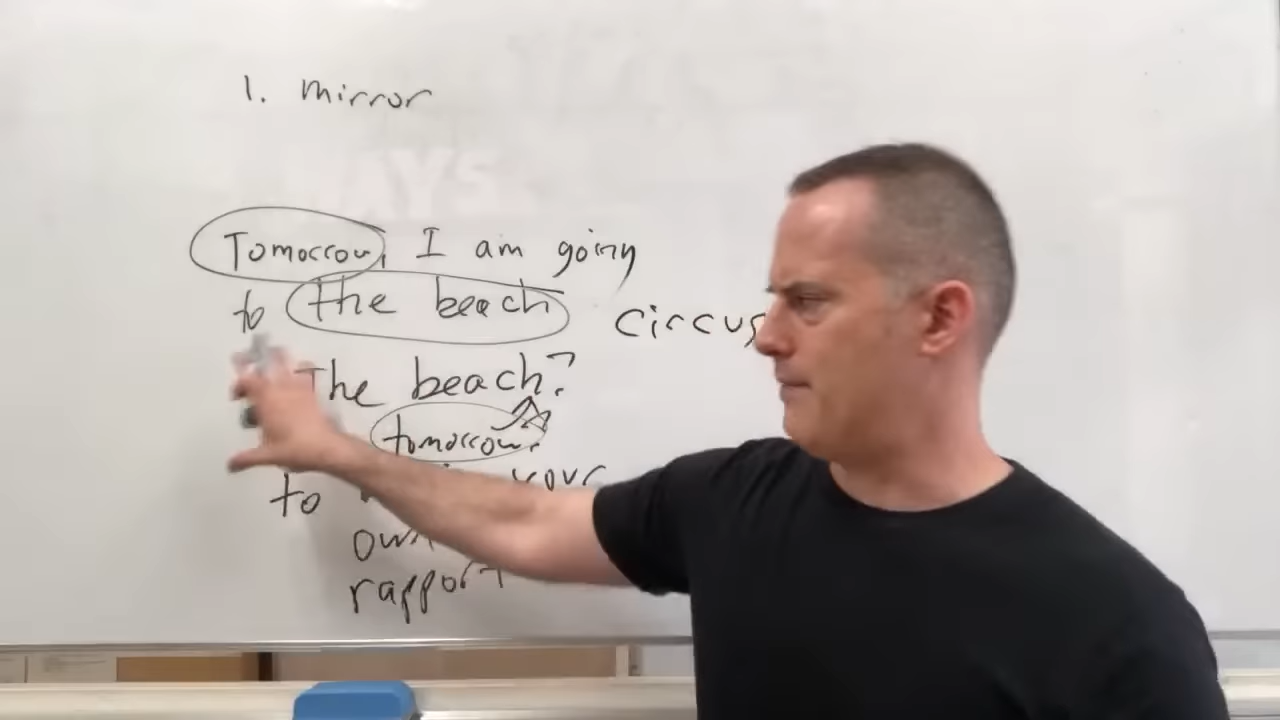 1. mirror
Tomorrow, I am going
to the beach
circus
The beach?
tomorrow.
to your
own
rapport